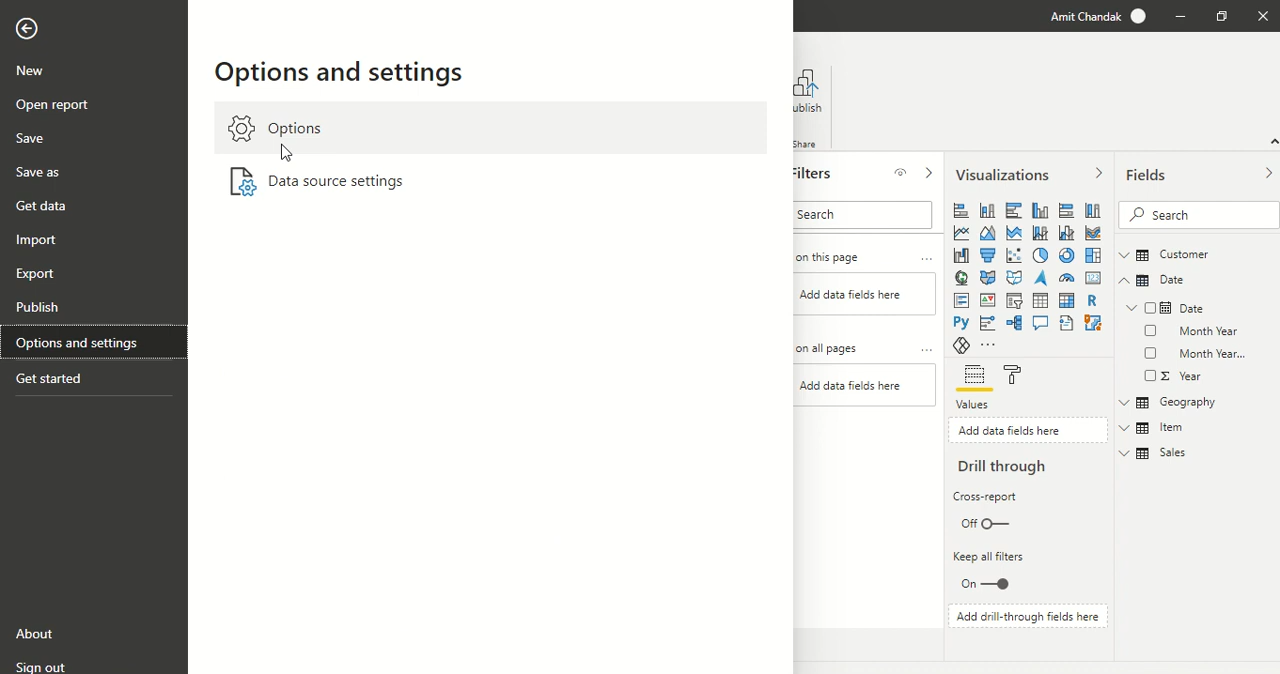 Amit Chandak
New
Open report
Save
Save as
Get data
Import
Export
Publish
Options and settings
Get started
About
Sign out
Options and settings
Options
Data source settings
ublish
Share
Filters
Search
on this page
...
Add data fields here
on all pages
...
Add data fields here
Visualizations
R
Py
...
Values
Add data fields here
Drill through
Cross-report
Off
Keep all filters
On
Add drill-through fields here
Fields
Search
Customer
Date
Date
Month Year
Month Year...
Σ Year
Geography
Item
Sales